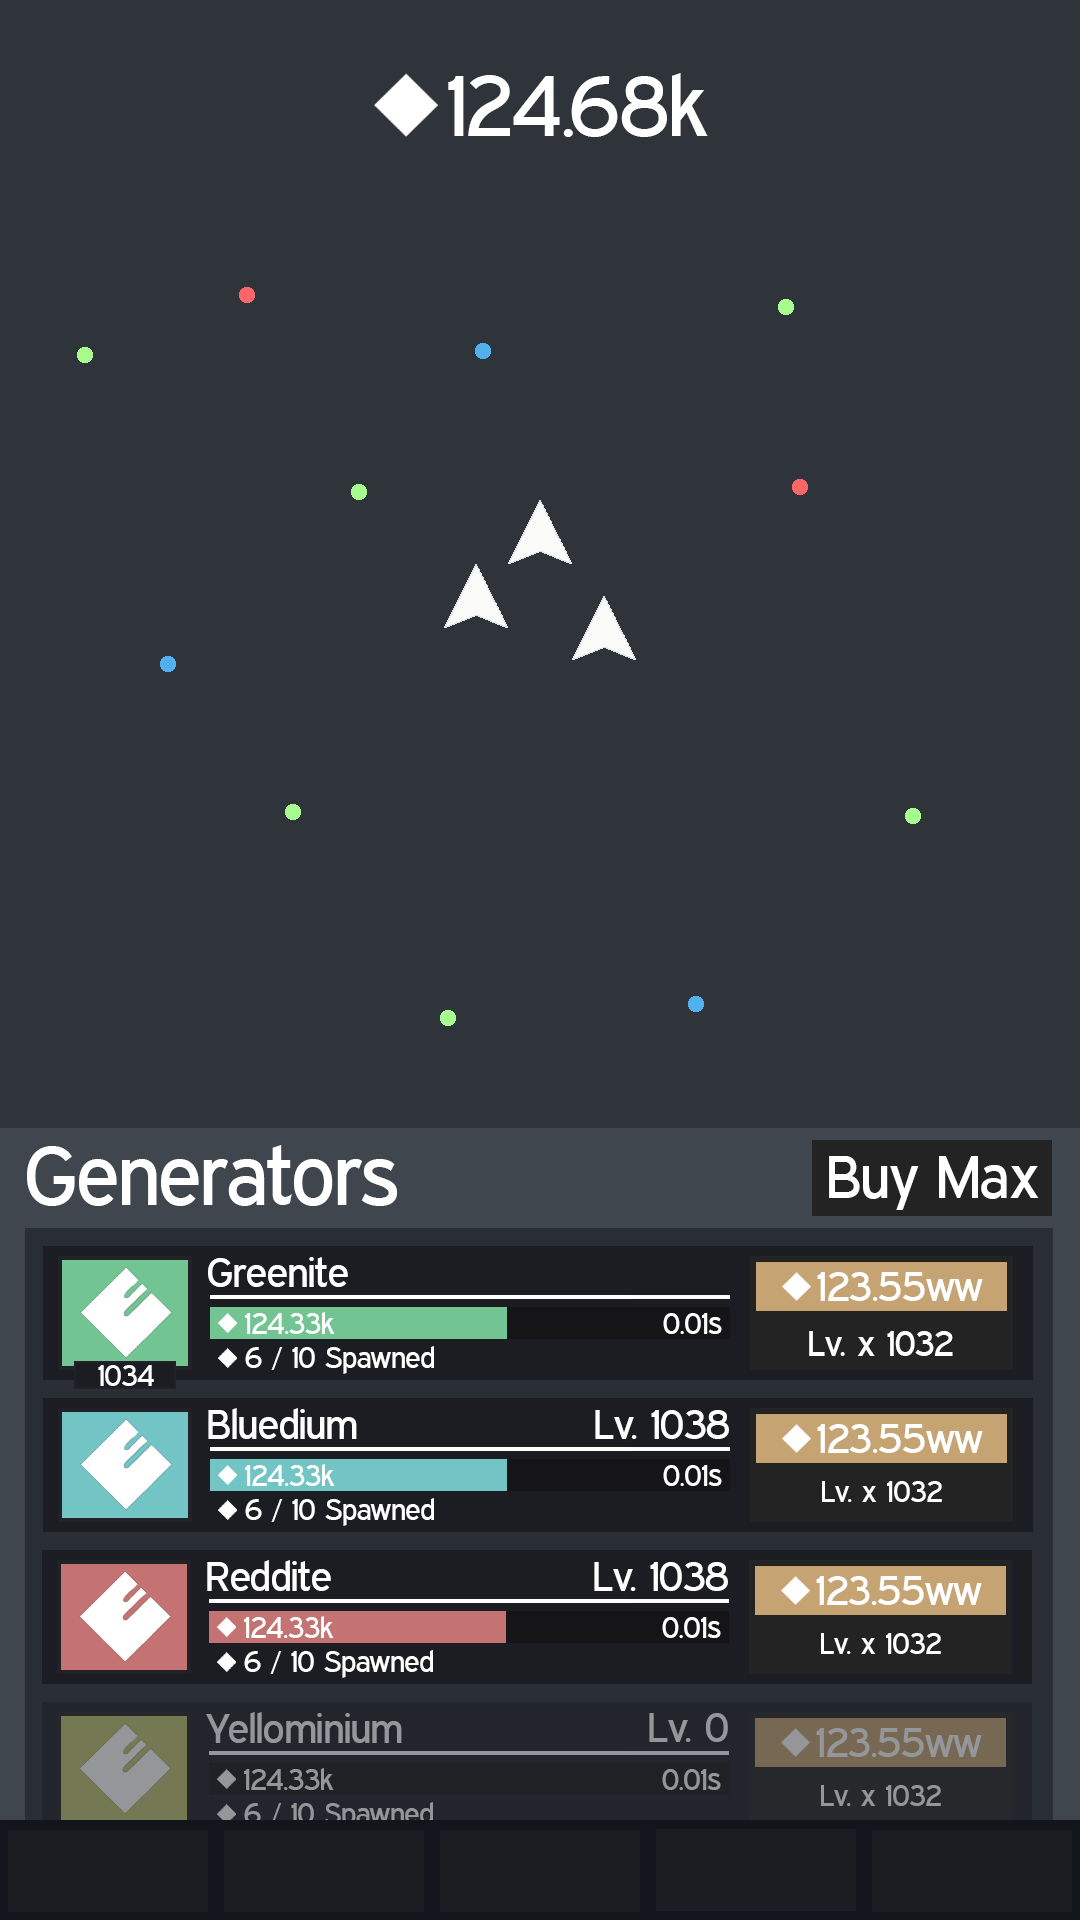 124.68k
Generators
Buy Max
Greenite
124.33k 0.01s
6 / 10 Spawned
1034
123.55ww
Lv. x 1032
Bluedium Lv. 1038
124.33k 0.01s
6 / 10 Spawned
123.55ww
Lv. x 1032
Reddite Lv. 1038
124.33k 0.01s
6 / 10 Spawned
123.55ww
Lv. x 1032
Yellominium Lv. 0
124.33k 0.01s
6 / 10 Spawned
123.55ww
Lv. x 1032